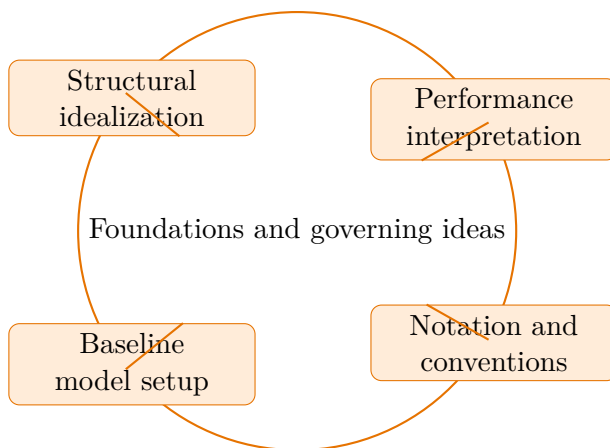 Structural
idealization
Performance
interpretation
Foundations and governing ideas
Baseline
model setup
Notation and
conventions